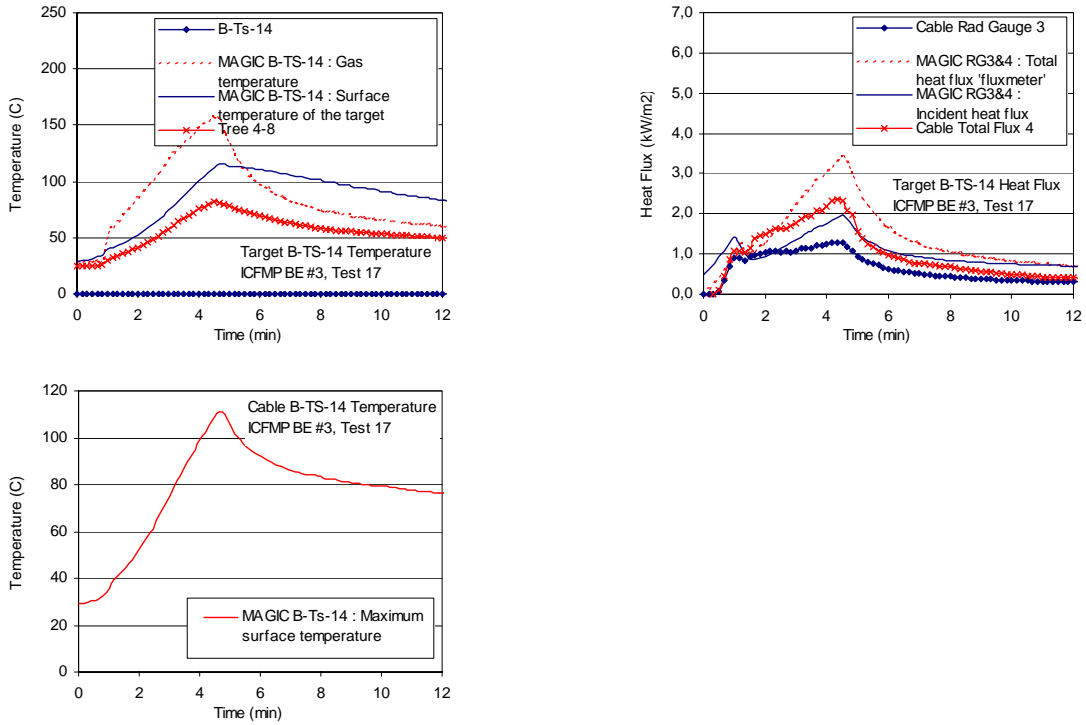 250
200
150
100
50
0
Temperature (C)
B-Ts-14
MAGIC B-TS-14 : Gas
temperature
MAGIC B-TS-14 : Surface
temperature of the target
Tree 4-8
Target B-TS-14 Temperature
ICFMP BE #3, Test 17
0 2 4 6 8 10 12
Time (min)
7,0
6,0
5,0
4,0
3,0
2,0
1,0
0,0
Heat Flux (kW/m2)
Cable Rad Gauge 3
MAGIC RG3&4 : Total
heat flux 'fluxmeter'
MAGIC RG3&4 :
Incident heat flux
Cable Total Flux 4
Target B-TS-14 Heat Flux
ICFMP BE #3, Test 17
0 2 4 6 8 10 12
Time (min)
120
100
80
60
40
20
0
Temperature (C)
Cable B-TS-14 Temperature
ICFMP BE #3, Test 17
MAGIC B-Ts-14 : Maximum
surface temperature
0 2 4 6 8 10 12
Time (min)